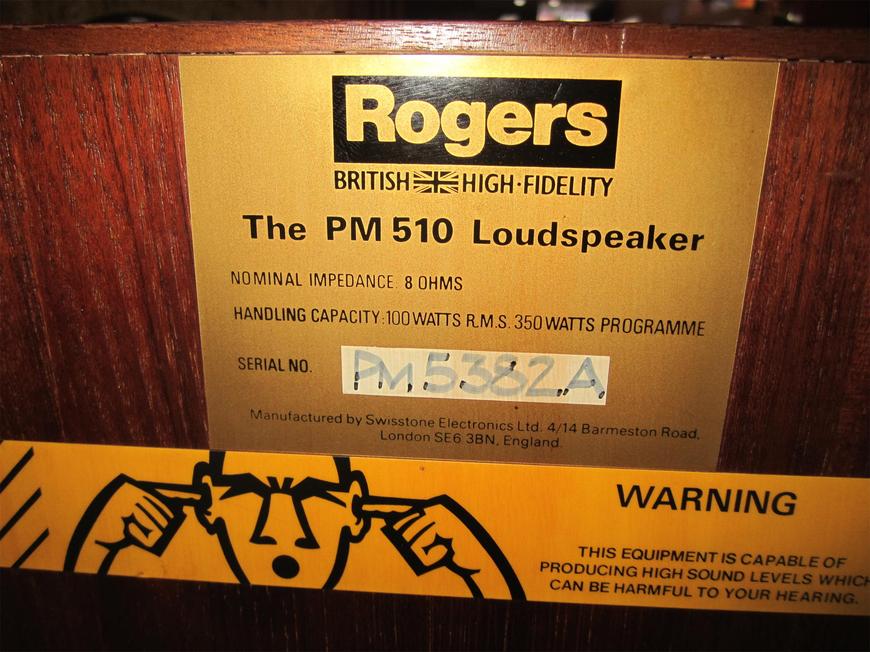 Rogers
BRITISH HIGH·FIDELITY
The PM 510 Loudspeaker
NOMINAL IMPEDANCE. 8 OHMS
HANDLING CAPACITY:100 WATTS R.M.S. 350 WATTS PROGRAMME
SERIAL NO. PM5382A
Manufactured by Swisstone Electronics Ltd. 4/14 Barmeston Road,
London SE6 3BN, England.
WARNING
THIS EQUIPMENT IS CAPABLE OF
PRODUCING HIGH SOUND LEVELS WHICH
CAN BE HARMFUL TO YOUR HEARING.